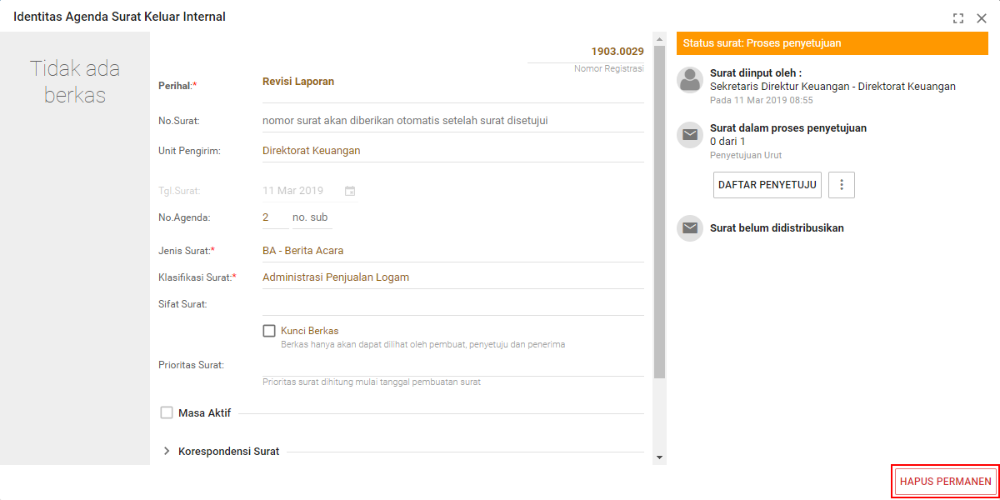 Identitas Agenda Surat Keluar Internal
Tidak ada
berkas
1903.0029
Nomor Registrasi
Perihal:* Revisi Laporan
No.Surat: nomor surat akan diberikan otomatis setelah surat disetujui
Unit Pengirim: Direktorat Keuangan
Tgl.Surat: 11 Mar 2019
No.Agenda: 2 no. sub
Jenis Surat:* BA - Berita Acara
Klasifikasi Surat:* Administrasi Penjualan Logam
Sifat Surat:
Kunci Berkas
Berkas hanya akan dapat dilihat oleh pembuat, penyetuju dan penerima
Prioritas Surat:
Prioritas surat dihitung mulai tanggal pembuatan surat
Masa Aktif
Korespondensi Surat
Status surat: Proses penyetujuan
Surat diinput oleh :
Sekretaris Direktur Keuangan - Direktorat Keuangan
Pada 11 Mar 2019 08:55
Surat dalam proses penyetujuan
0 dari 1
Penyetujuan Urut
DAFTAR PENYETUJU
Surat belum didistribusikan
HAPUS PERMANEN